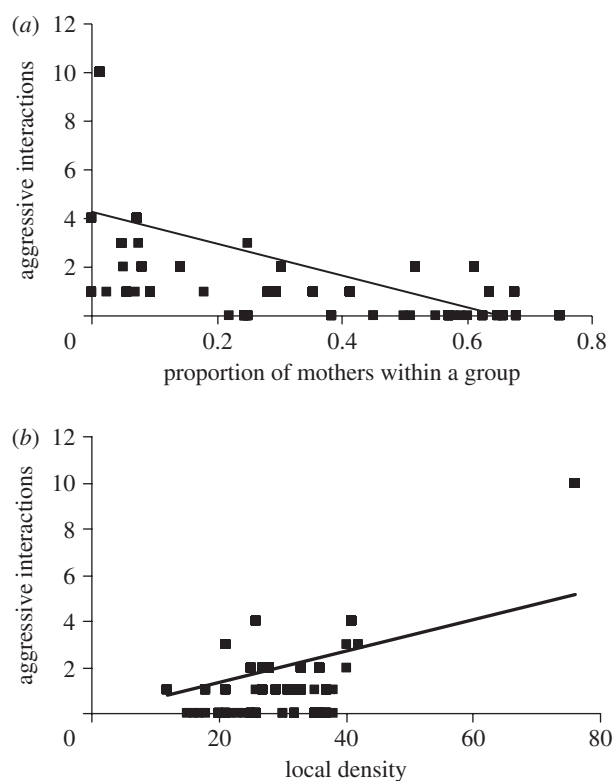 (a)
12
10
8
6
4
2
0
0.2 0.4 0.6 0.8
aggressive interactions
proportion of mothers within a group
(b)
12
10
8
6
4
2
0
20 40 60 80
aggressive interactions
local density